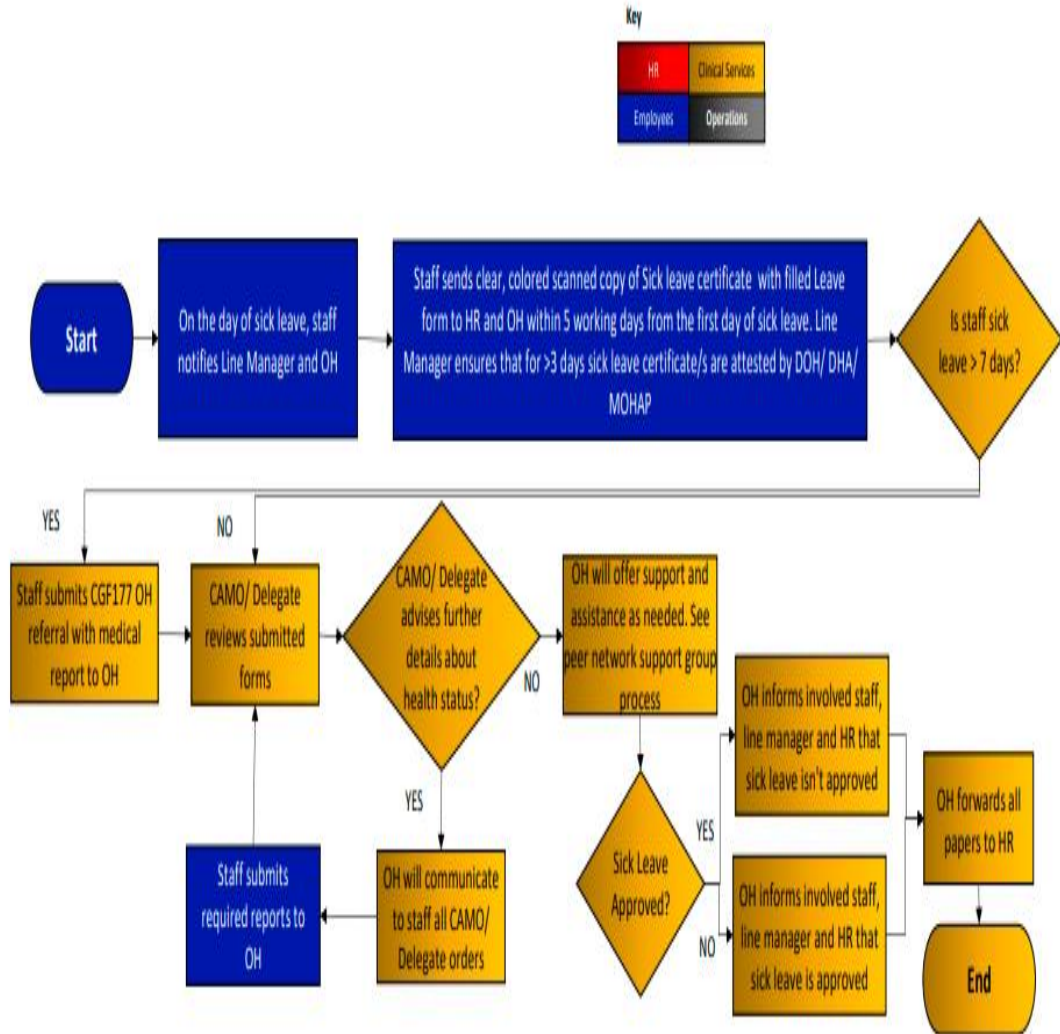 Key
HR
Clinical Services
Employees
Operations
Start
On the day of sick leave, staff
notifies Line Manager and OH
Staff sends clear, colored scanned copy of Sick leave certificate with filled Leave
form to HR and OH within 5 working days from the first day of sick leave. Line
Manager ensures that for >3 days sick leave certificate/s are attested by DOH/ DHA/
MOHAP
Is staff sick
leave > 7 days?
YES
NO
Staff submits CGF177 OH
referral with medical
report to OH
CAMO/ Delegate
reviews submitted
forms
CAMO/ Delegate
advises further
details about
health status?
NO
YES
OH will offer support and
assistance as needed. See
peer network support group
process
OH will communicate
to staff all CAMO/
Delegate orders
Staff submits
required reports to
OH
Sick Leave
Approved?
YES
NO
OH informs involved staff,
line manager and HR that
sick leave isn't approved
OH informs involved staff,
line manager and HR that
sick leave is approved
OH forwards all
papers to HR
End